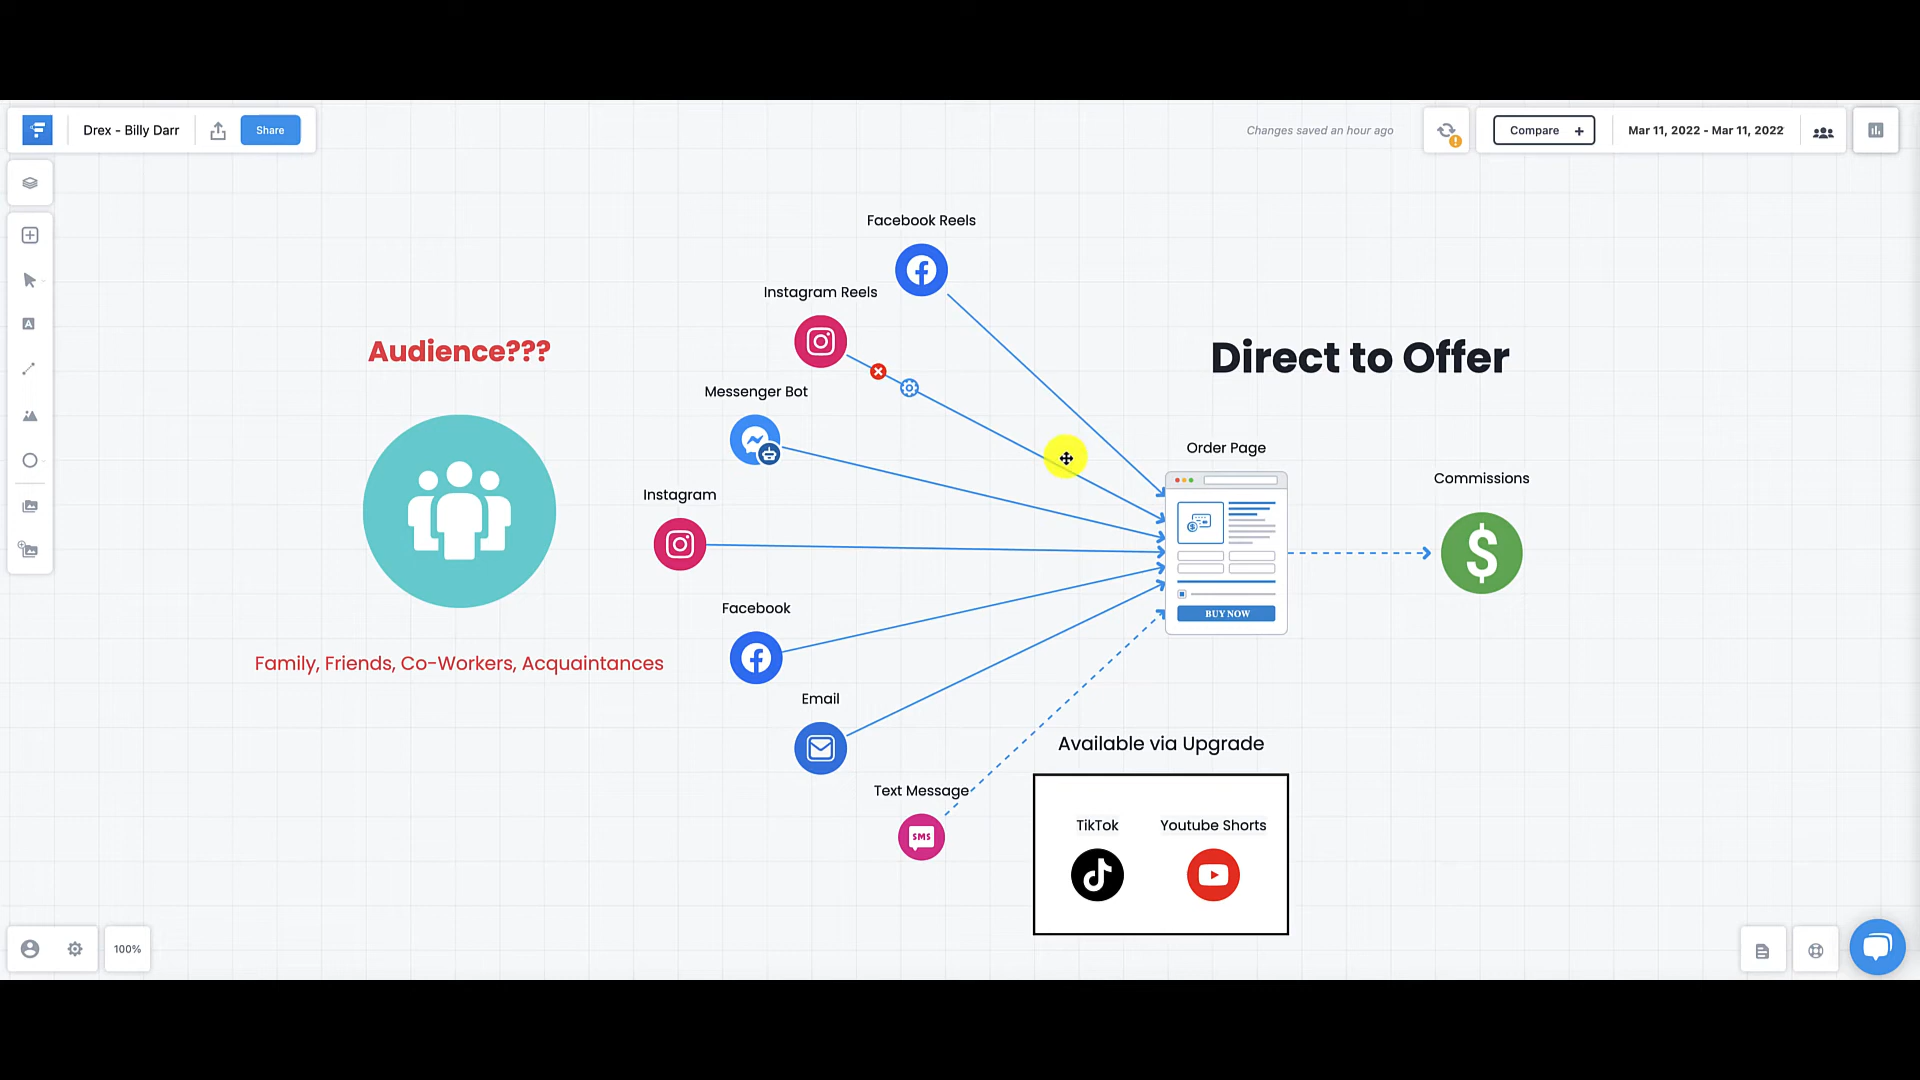 Drex - Billy Darr
Share
Changes saved an hour ago
Compare +
Mar 11, 2022 - Mar 11, 2022
Facebook Reels
Instagram Reels
Audience???
Direct to Offer
Messenger Bot
Order Page
Commissions
Instagram
$
Facebook
BUY NOW
Family, Friends, Co-Workers, Acquaintances
Email
Available via Upgrade
Text Message
SMS
TikTok
Youtube Shorts
100%